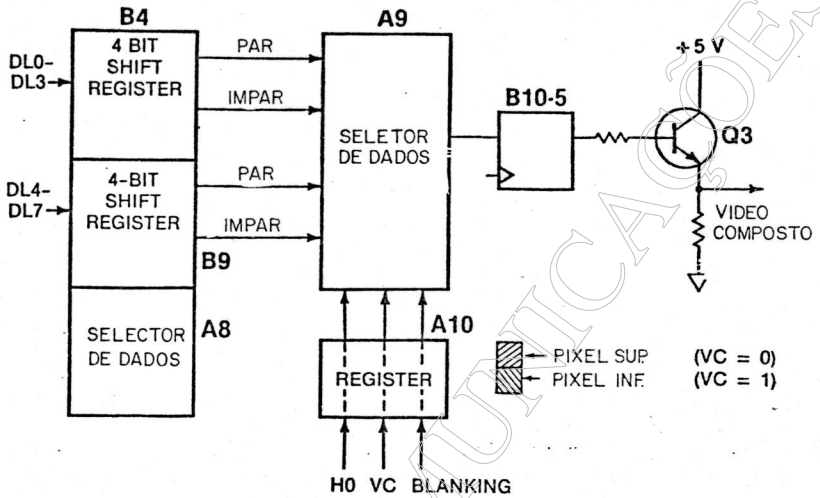 B4
A9
4 BIT
SHIFT
REGISTER
DL0-
DL3
PAR
IMPAR
4-BIT
SHIFT
REGISTER
DL4-
DL7
PAR
IMPAR
B9
SELECTOR
DE DADOS
A8
SELETOR
DE DADOS
B10-5
+5 V
Q3
VIDEO
COMPOSTO
A10
REGISTER
H0 VC BLANKING
PIXEL SUP. (VC = 0)
PIXEL INF. (VC = 1)
MUNICAÇÕES